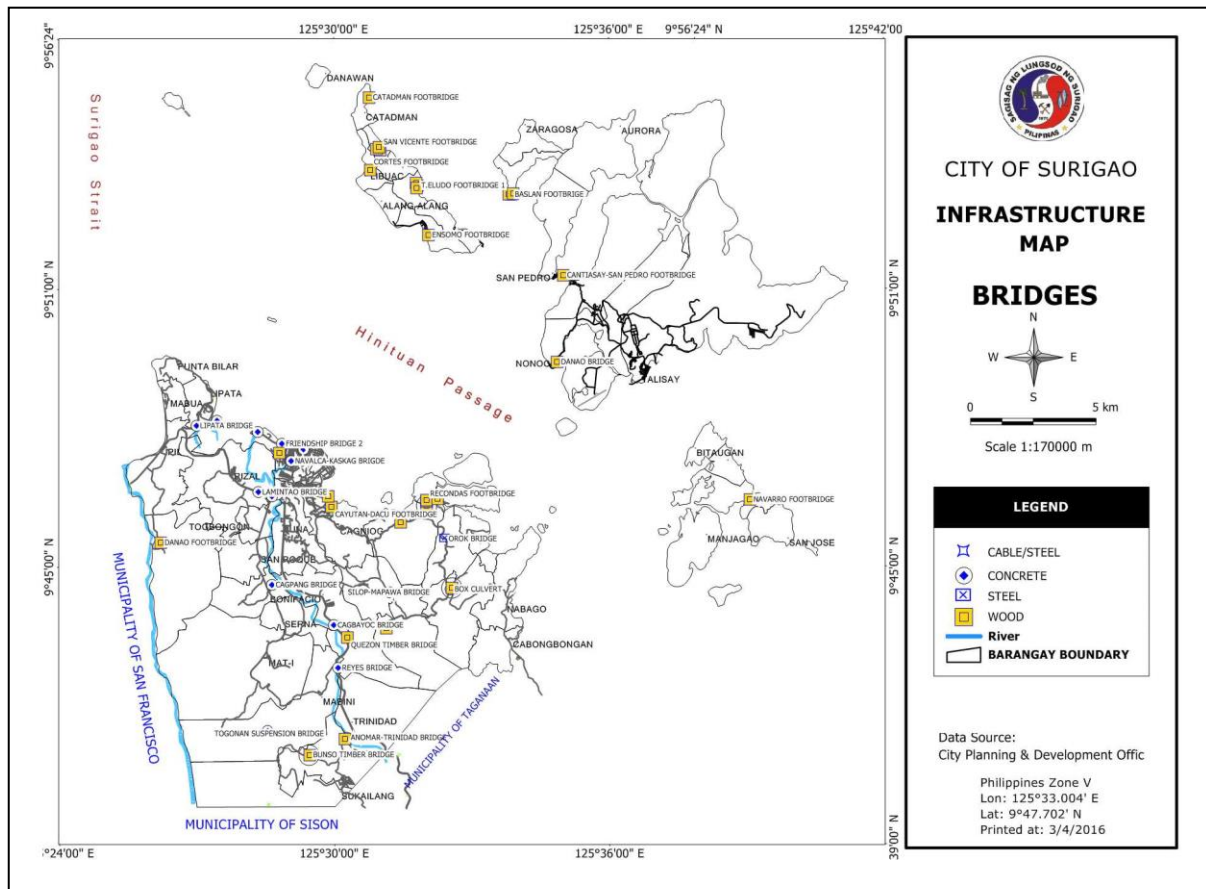 125°30'00" E
125°36'00" E
9°56'24" N
125°42'00"
9°56'24" N
DANAWAN
CATADMAN FOOTBRIDGE
CATADMAN
ZARAGOSA
AURORA
SAN VICENTE FOOTBRIDGE
CORTES FOOTBRIDGE
LIBUAC
T.ELUDO FOOTBRIDGE 1
BASLAN FOOTBRIGE
ALANG-ALANG
ENSOMO FOOTBRIDGE
Surigao Strait
SAN PEDRO
CANTIASAY-SAN PEDRO FOOTBRIDGE
9°51'00" N
9°51'00" N
Hinituan Passage
NONOC
DANAO BRIDGE
TALISAY
PUNTA BILAR
LIPATA
MABUA
LIPATA BRIDGE
FRIENDSHIP BRIDGE 2
NAVALCA-KASKAG BRIGDE
RIZAL
BITAUGAN
LAMINTAO BRIDGE
RECONDAS FOOTBRIDGE
NAVARRO FOOTBRIDGE
CAYUTAN-DACU FOOTBRIDGE
TOGBONGON
LUNA
CAGNIOG
OROK BRIDGE
MANJAGAO
SAN JOSE
DANAO FOOTBRIDGE
9°45'00" N
9°45'00" N
SAN ROQUE
CAGPANG BRIDGE
SILOP-MAPAWA BRIDGE
BOX CULVERT
BONIFACIO
NABAGO
SERNA
CAGBAYOC BRIDGE
QUEZON TIMBER BRIDGE
CABONGBONGAN
MAT-I
REYES BRIDGE
MABINI
TRINIDAD
TOGONAN SUSPENSION BRIDGE
ANOMAR-TRINIDAD BRIDGE
BUNSO TIMBER BRIDGE
SUKAILANG
MUNICIPALITY OF SAN FRANCISCO
MUNICIPALITY OF TAGANAAN
MUNICIPALITY OF SISON
°24'00" E
125°30'00" E
125°36'00" E
39'00" N
SAGISAG NG LUNGSOD NG SURIGAO
PILIPINAS
CITY OF SURIGAO
INFRASTRUCTURE
MAP
BRIDGES
N
W E
S
0 5 km
Scale 1:170000 m
LEGEND
CABLE/STEEL
CONCRETE
STEEL
WOOD
River
BARANGAY BOUNDARY
Data Source:
City Planning & Development Offic
Philippines Zone V
Lon: 125°33.004' E
Lat: 9°47.702' N
Printed at: 3/4/2016